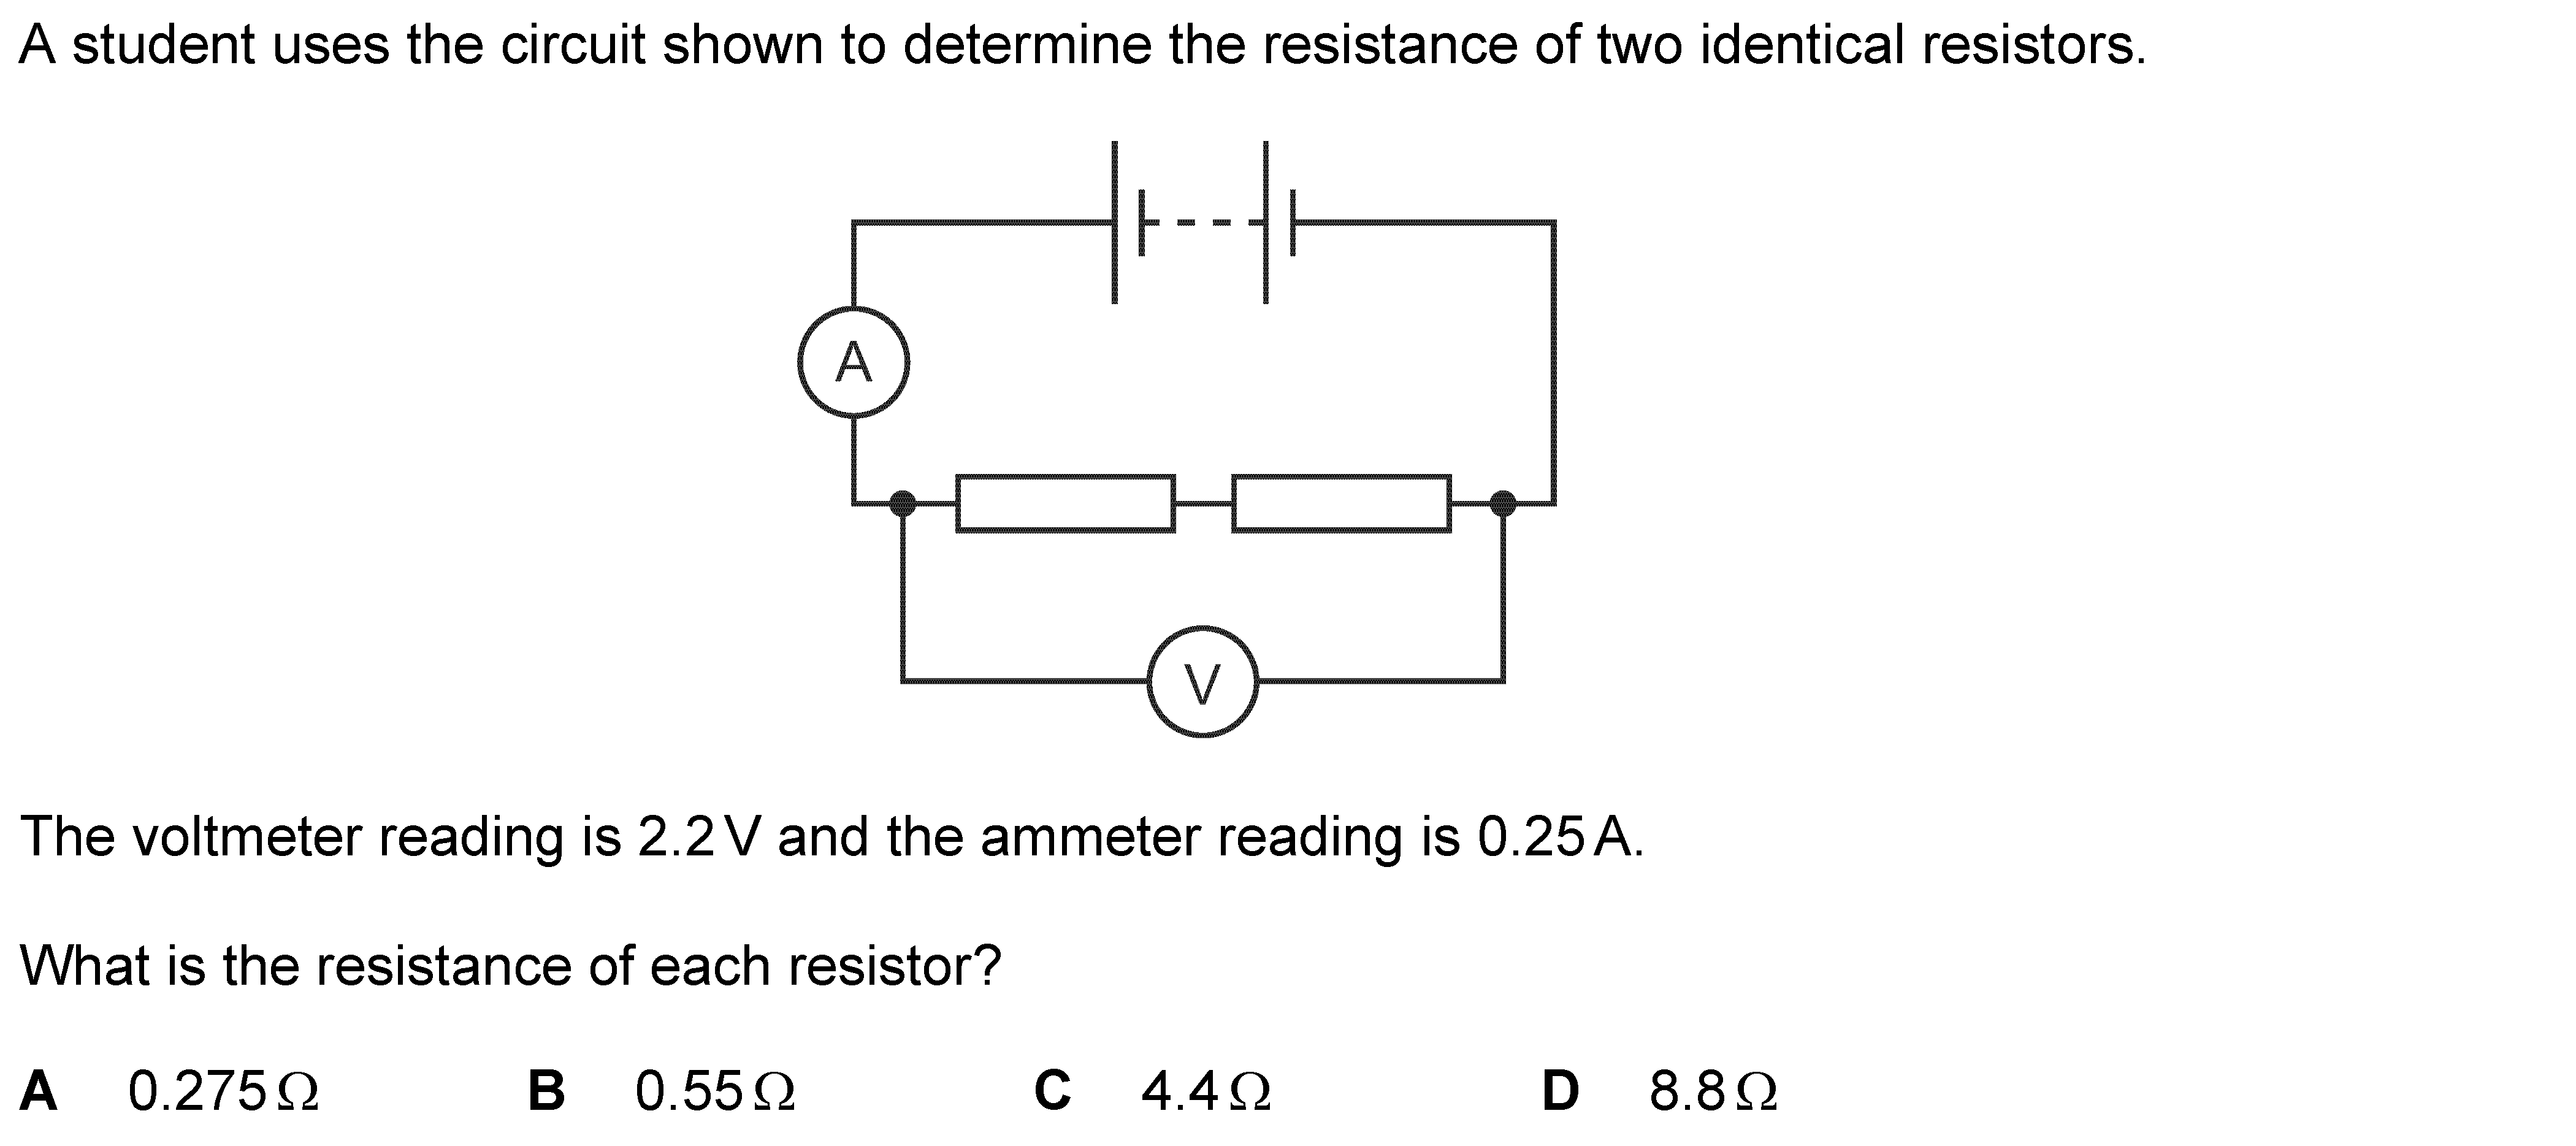 A student uses the circuit shown to determine the resistance of two identical resistors.
A
V
The voltmeter reading is 2.2 V and the ammeter reading is 0.25 A.
What is the resistance of each resistor?
A 0.275 Ω B 0.55 Ω C 4.4 Ω D 8.8 Ω